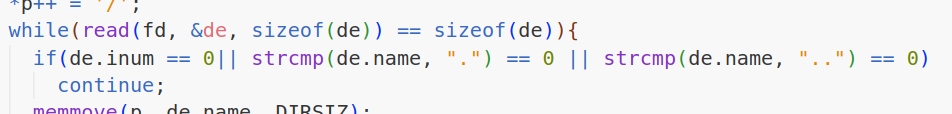 *p++ = '/';
while(read(fd, &de, sizeof(de)) == sizeof(de)){
if(de.inum == 0|| strcmp(de.name, ".") == 0 || strcmp(de.name, "..") == 0)
continue;
memmove(p, de.name, DIRSIZ);